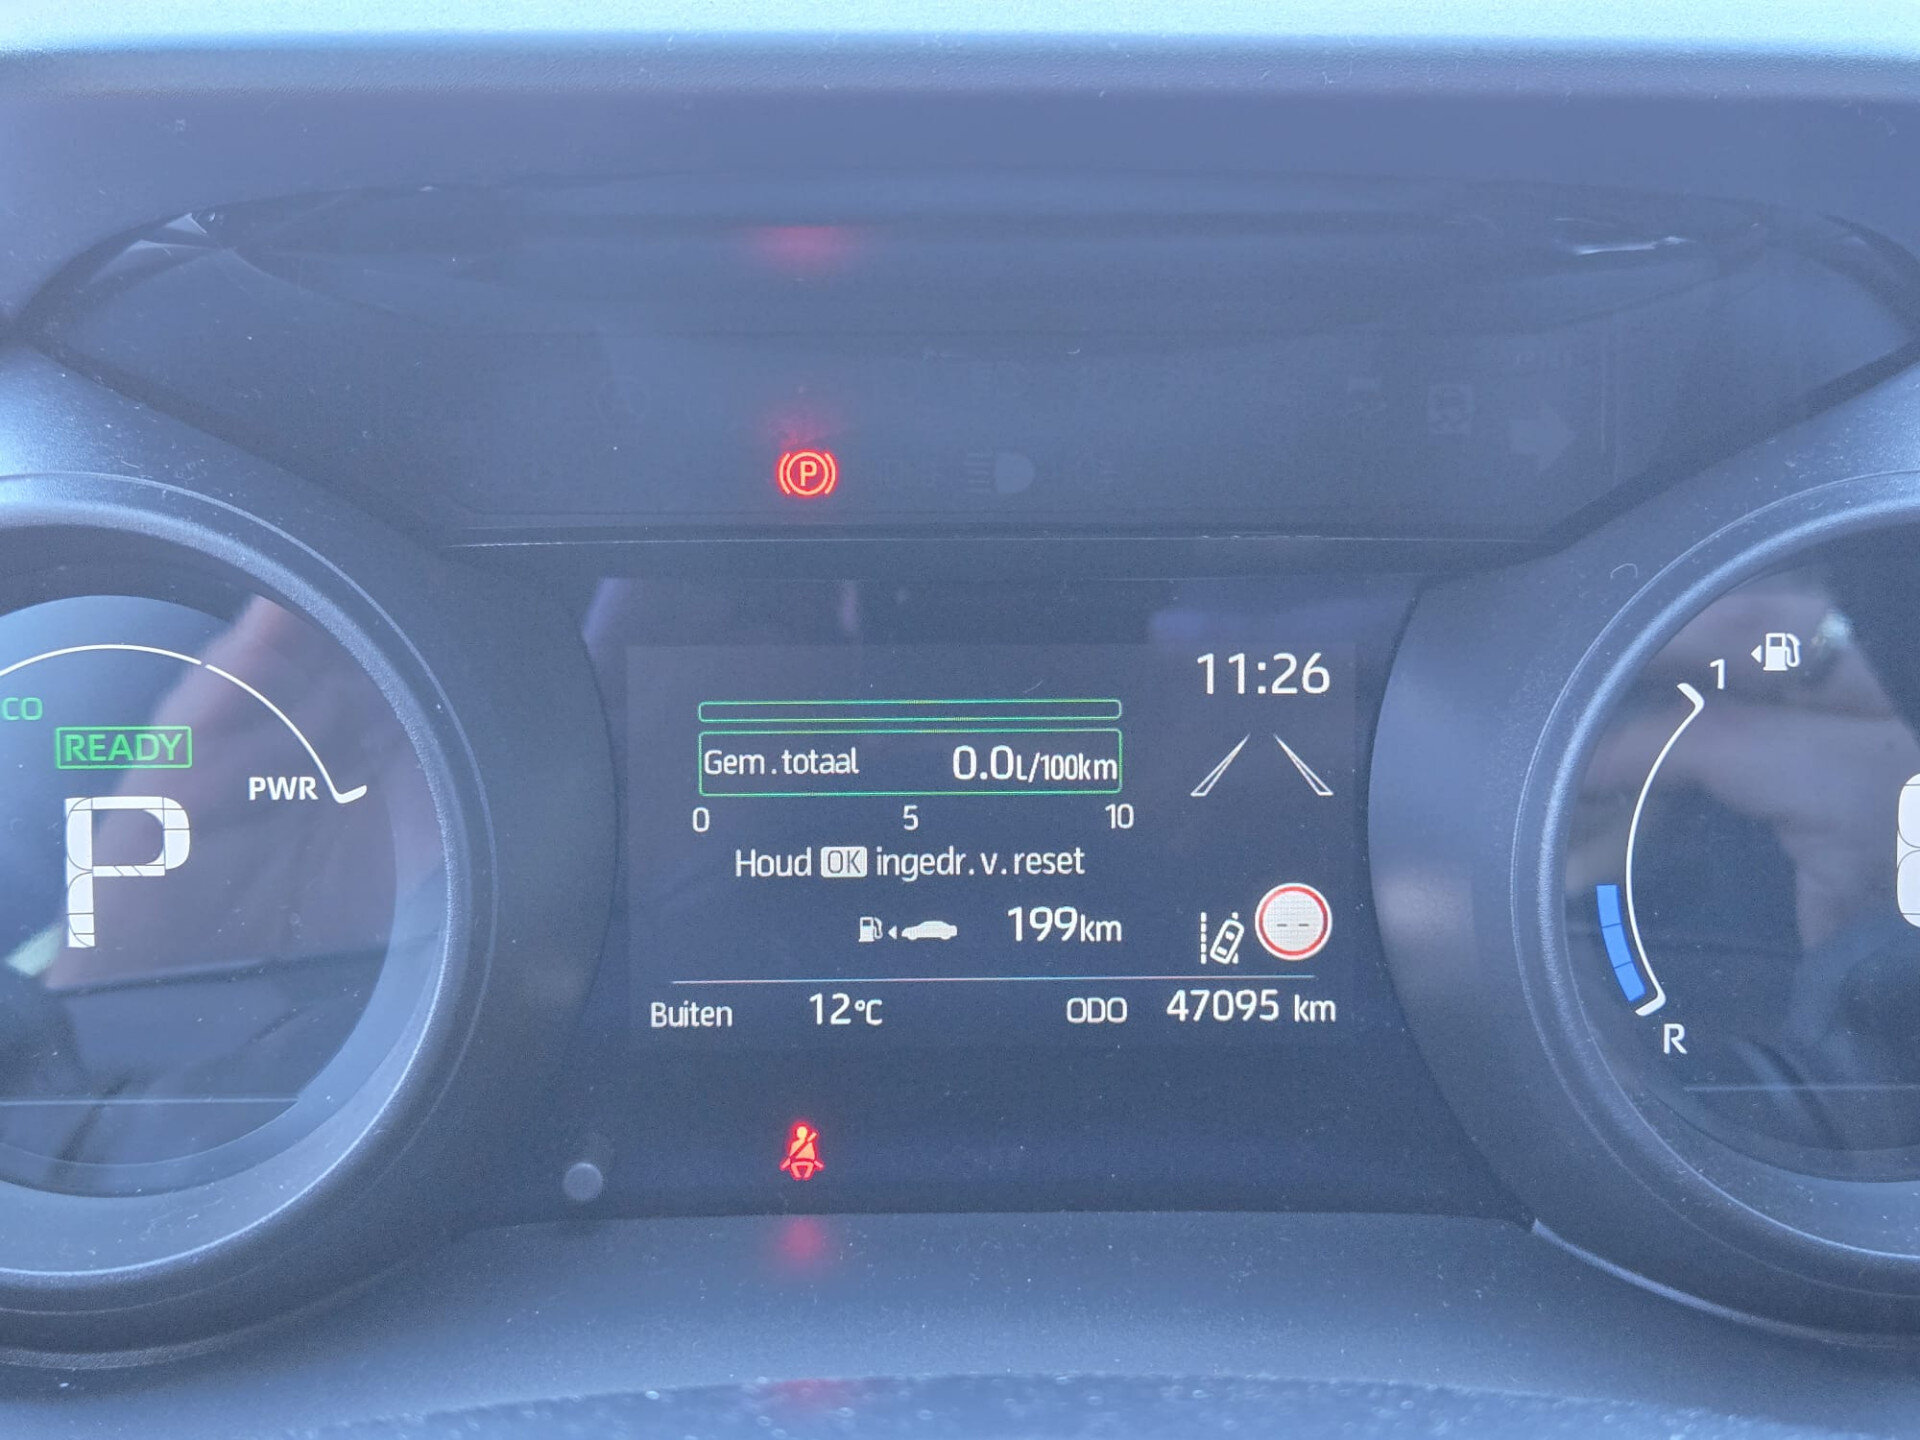 P
11:26
CO
READY
PWR
P
Gem.totaal 0.0L/100km
0 5 10
Houd OK ingedr.v.reset
199km
--
Buiten 12°C ODO 47095 km
1
R